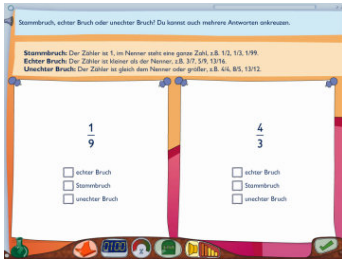 Stammbruch, echter Bruch oder unechter Bruch? Du kannst auch mehrere Antworten ankreuzen.
Stammbruch: Der Zähler ist 1, im Nenner steht eine ganze Zahl, z.B. 1/2, 1/3, 1/99.
Echter Bruch: Der Zähler ist kleiner als der Nenner, z.B. 3/7, 5/9, 13/16.
Unechter Bruch: Der Zähler ist gleich dem Nenner oder größer, z.B. 4/4, 8/5, 13/12.
1
9
echter Bruch
Stammbruch
unechter Bruch
4
3
echter Bruch
Stammbruch
unechter Bruch